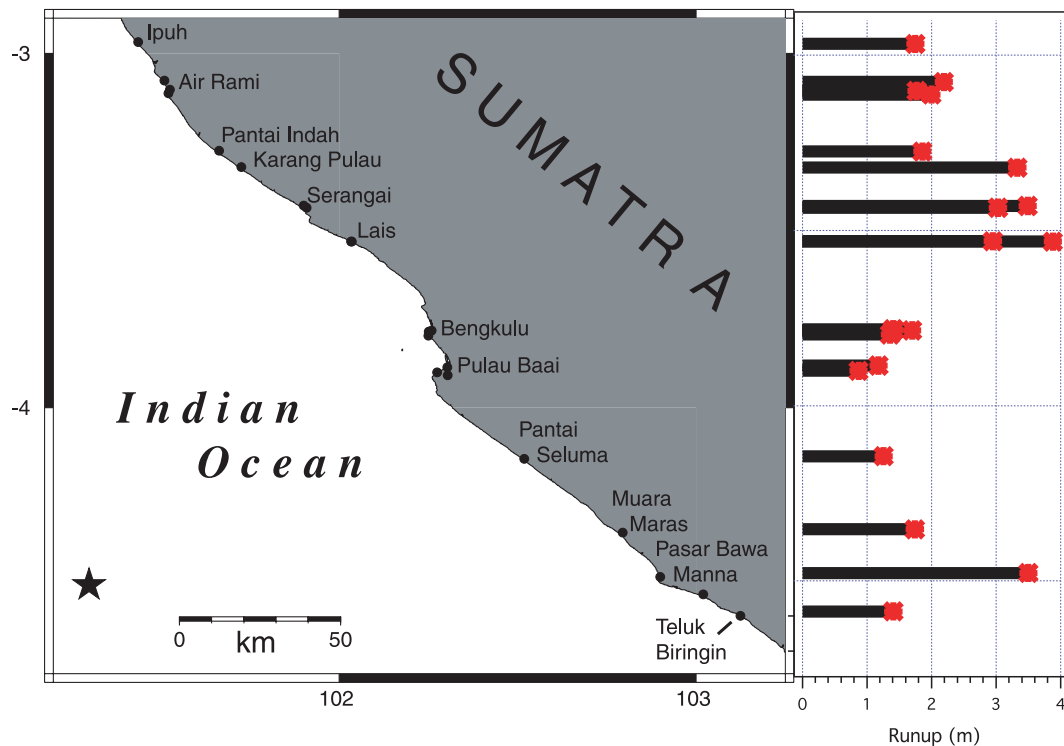 -3
Ipuh
Air Rami
SUMATRA
Pantai Indah
Karang Pulau
Serangai
Lais
Bengkulu
Pulau Baai
-4
Indian
Ocean
Pantai
Seluma
Muara
Maras
Pasar Bawa
Manna
Teluk
Biringin
0 50
km
102 103
0 1 2 3 4
Runup (m)